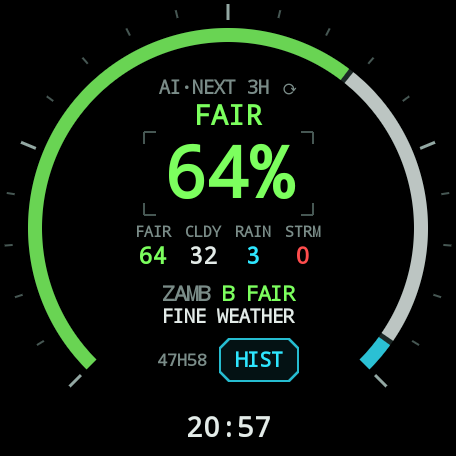 AI·NEXT 3H ⟳
FAIR
64%
FAIR CLDY RAIN STRM
64 32 3 0
ZAMB B FAIR
FINE WEATHER
47H58 HIST
20:57